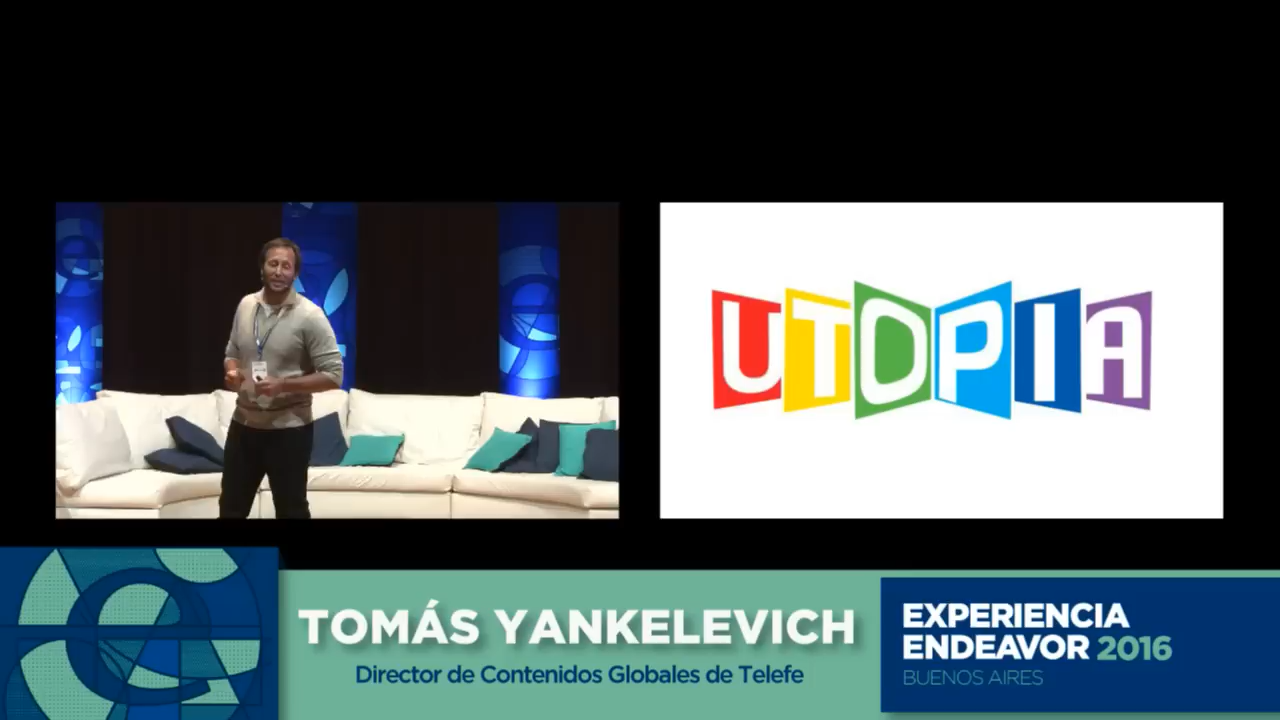 UTOPIA
TOMÁS YANKELEVICH
Director de Contenidos Globales de Telefe
EXPERIENCIA
ENDEAVOR 2016
BUENOS AIRES